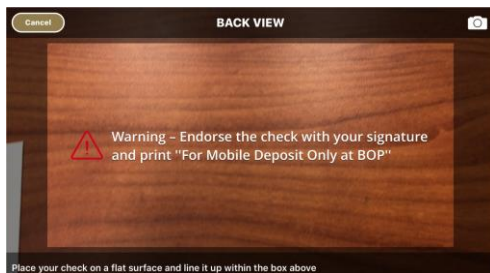 Cancel
BACK VIEW
Warning – Endorse the check with your signature
and print "For Mobile Deposit Only at BOP"
Place your check on a flat surface and line it up within the box above